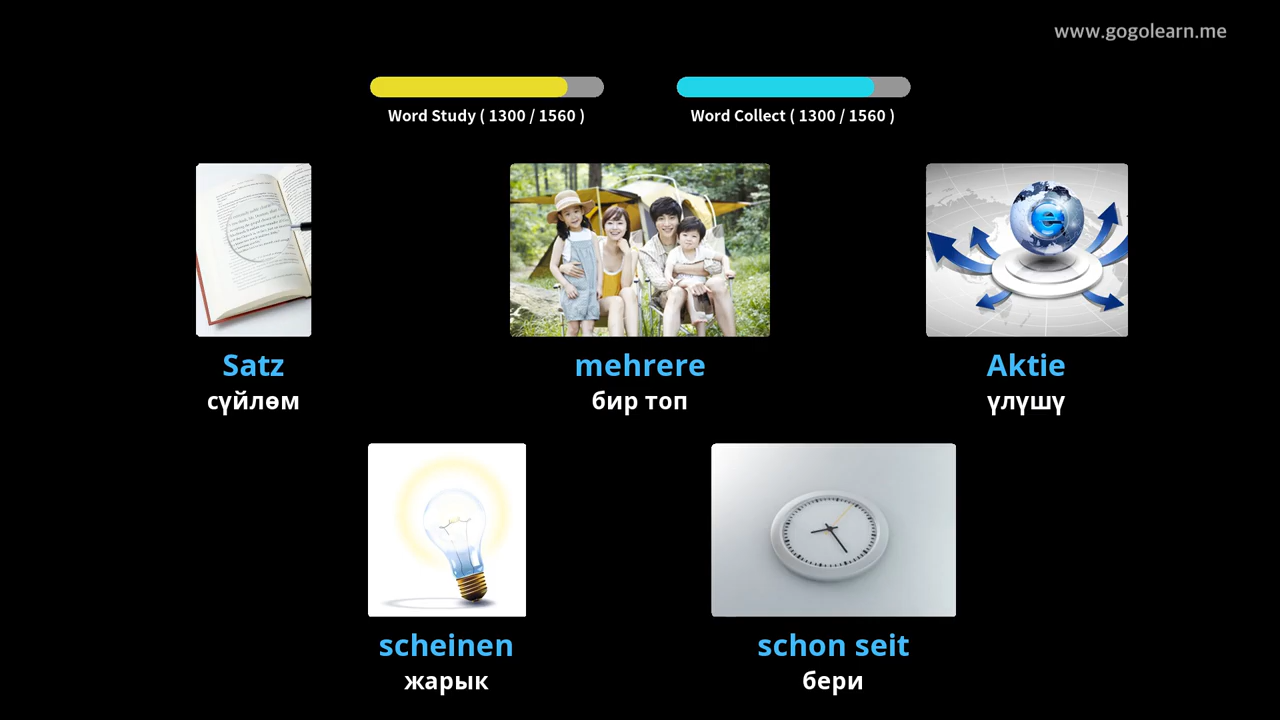 www.gogolearn.me
Word Study ( 1300 / 1560 )
Word Collect ( 1300 / 1560 )
Satz
сүйлөм
mehrere
бир топ
Aktie
үлүшү
scheinen
жарык
schon seit
бери